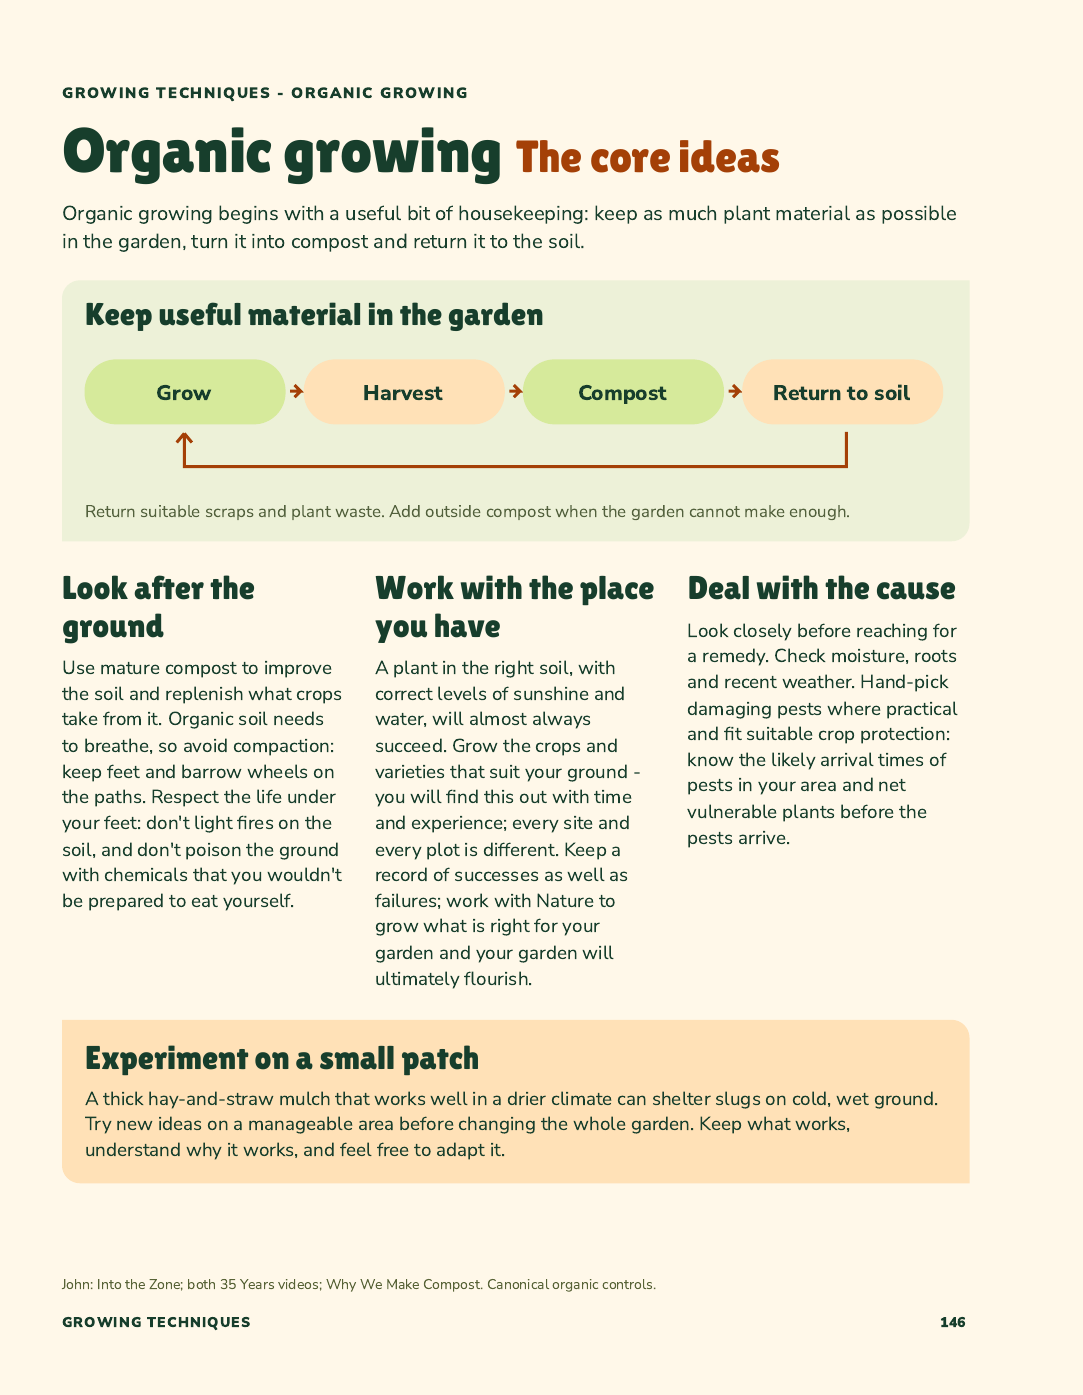 GROWING TECHNIQUES - ORGANIC GROWING
Organic growing The core ideas
Organic growing begins with a useful bit of housekeeping: keep as much plant material as possible
in the garden, turn it into compost and return it to the soil.
Keep useful material in the garden
Grow
Harvest
Compost
Return to soil
Return suitable scraps and plant waste. Add outside compost when the garden cannot make enough.
Look after the
ground
Use mature compost to improve
the soil and replenish what crops
take from it. Organic soil needs
to breathe, so avoid compaction:
keep feet and barrow wheels on
the paths. Respect the life under
your feet: don't light fires on the
soil, and don't poison the ground
with chemicals that you wouldn't
be prepared to eat yourself.
Work with the place
you have
A plant in the right soil, with
correct levels of sunshine and
water, will almost always
succeed. Grow the crops and
varieties that suit your ground -
you will find this out with time
and experience; every site and
every plot is different. Keep a
record of successes as well as
failures; work with Nature to
grow what is right for your
garden and your garden will
ultimately flourish.
Deal with the cause
Look closely before reaching for
a remedy. Check moisture, roots
and recent weather. Hand-pick
damaging pests where practical
and fit suitable crop protection:
know the likely arrival times of
pests in your area and net
vulnerable plants before the
pests arrive.
Experiment on a small patch
A thick hay-and-straw mulch that works well in a drier climate can shelter slugs on cold, wet ground.
Try new ideas on a manageable area before changing the whole garden. Keep what works,
understand why it works, and feel free to adapt it.
John: Into the Zone; both 35 Years videos; Why We Make Compost. Canonical organic controls.
GROWING TECHNIQUES
146